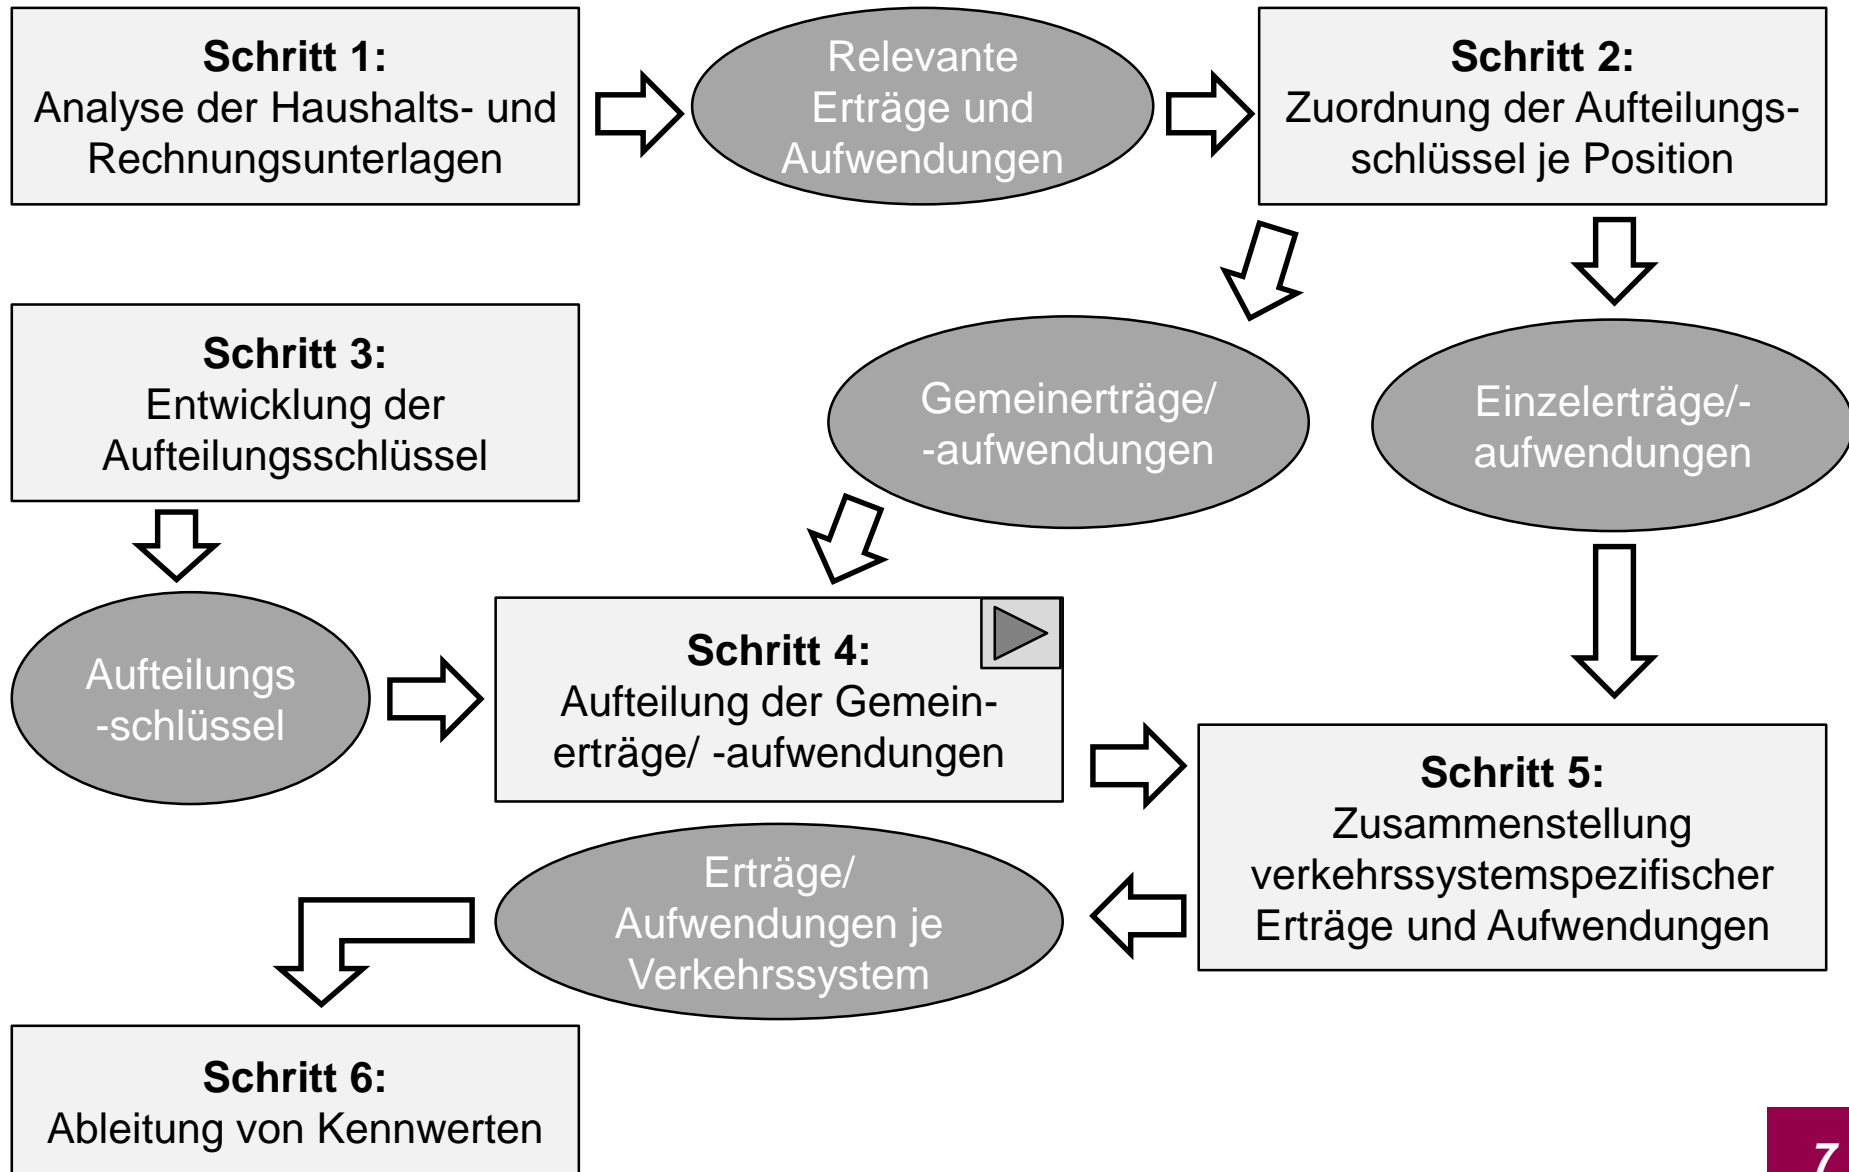 Schritt 1:
Analyse der Haushalts- und
Rechnungsunterlagen
Relevante
Erträge und
Aufwendungen
Schritt 2:
Zuordnung der Aufteilungs-
schlüssel je Position
Schritt 3:
Entwicklung der
Aufteilungsschlüssel
Gemeinerträge/
-aufwendungen
Einzelerträge/-
aufwendungen
Aufteilungs
-schlüssel
Schritt 4:
Aufteilung der Gemein-
erträge/ -aufwendungen
Schritt 5:
Zusammenstellung
verkehrssystemspezifischer
Erträge und Aufwendungen
Erträge/
Aufwendungen je
Verkehrssystem
Schritt 6:
Ableitung von Kennwerten
7